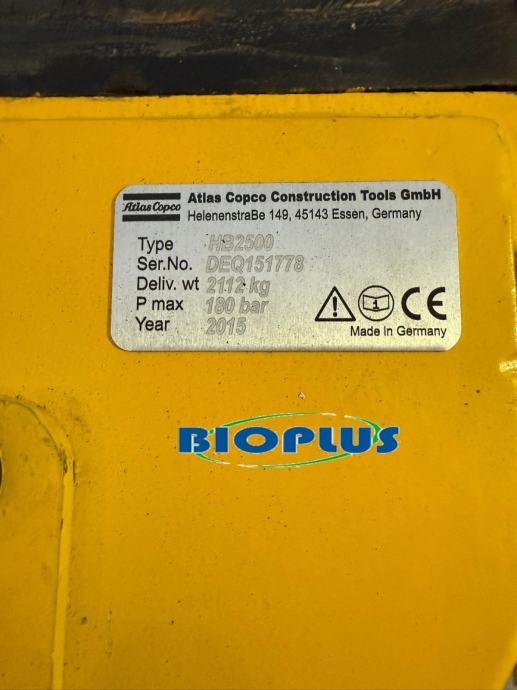 Atlas Copco
Atlas Copco Construction Tools GmbH
HelenenstraBe 149, 45143 Essen, Germany
Type HB2500
Ser.No. DEQ151778
Deliv. wt 2112 kg
P max 180 bar
Year 2015
CE
Made in Germany
BIOPLUS